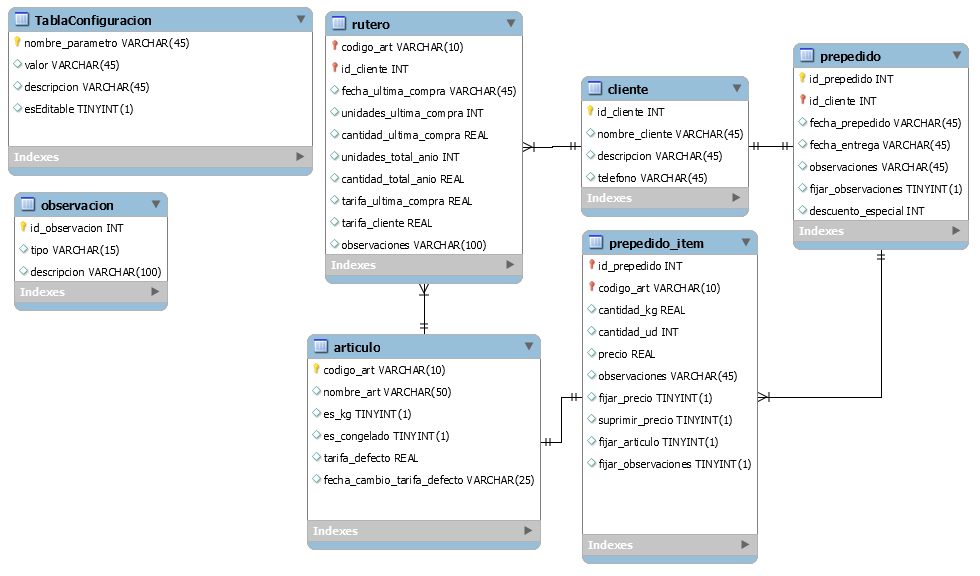 TablaConfiguracion
nombre_parametro VARCHAR(45)
valor VARCHAR(45)
descripcion VARCHAR(45)
esEditable TINYINT(1)
Indexes
observacion
id_observacion INT
tipo VARCHAR(15)
descripcion VARCHAR(100)
Indexes
rutero
codigo_art VARCHAR(10)
id_cliente INT
fecha_ultima_compra VARCHAR(45)
unidades_ultima_compra INT
cantidad_ultima_compra REAL
unidades_total_anio INT
cantidad_total_anio REAL
tarifa_ultima_compra REAL
tarifa_cliente REAL
observaciones VARCHAR(100)
Indexes
articulo
codigo_art VARCHAR(10)
nombre_art VARCHAR(50)
es_kg TINYINT(1)
es_congelado TINYINT(1)
tarifa_defecto REAL
fecha_cambio_tarifa_defecto VARCHAR(25)
Indexes
cliente
id_cliente INT
nombre_cliente VARCHAR(45)
descripcion VARCHAR(45)
telefono VARCHAR(45)
Indexes
prepedido_item
id_prepedido INT
codigo_art VARCHAR(10)
cantidad_kg REAL
cantidad_ud INT
precio REAL
observaciones VARCHAR(45)
fijar_precio TINYINT(1)
suprimir_precio TINYINT(1)
fijar_articulo TINYINT(1)
fijar_observaciones TINYINT(1)
Indexes
prepedido
id_prepedido INT
id_cliente INT
fecha_prepedido VARCHAR(45)
fecha_entrega VARCHAR(45)
observaciones VARCHAR(45)
fijar_observaciones TINYINT(1)
descuento_especial INT
Indexes